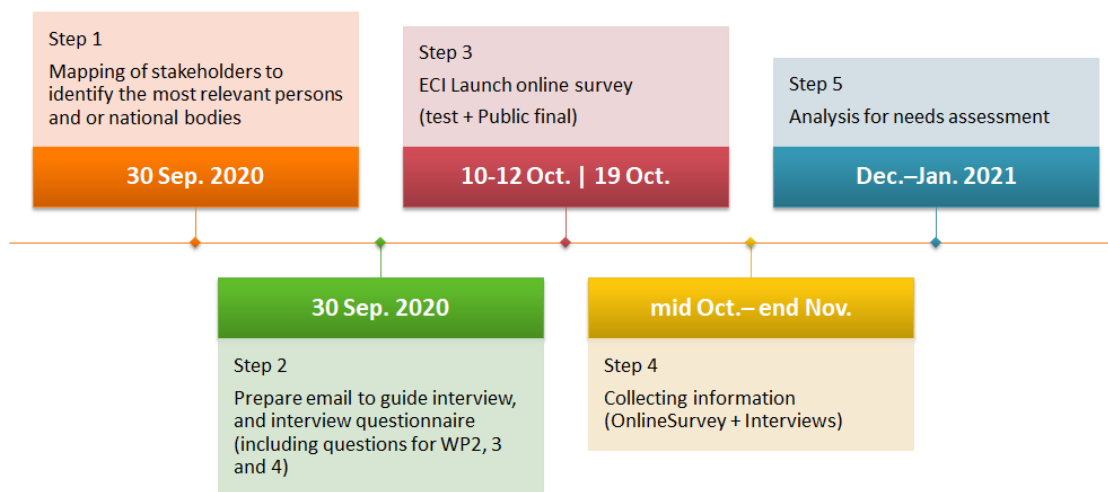 Step 1
Mapping of stakeholders to
identify the most relevant persons
and or national bodies
30 Sep. 2020
30 Sep. 2020
Step 2
Prepare email to guide interview,
and interview questionnaire
(including questions for WP2, 3
and 4)
Step 3
ECI Launch online survey
(test + Public final)
10-12 Oct. | 19 Oct.
mid Oct.– end Nov.
Step 4
Collecting information
(OnlineSurvey + Interviews)
Step 5
Analysis for needs assessment
Dec.–Jan. 2021